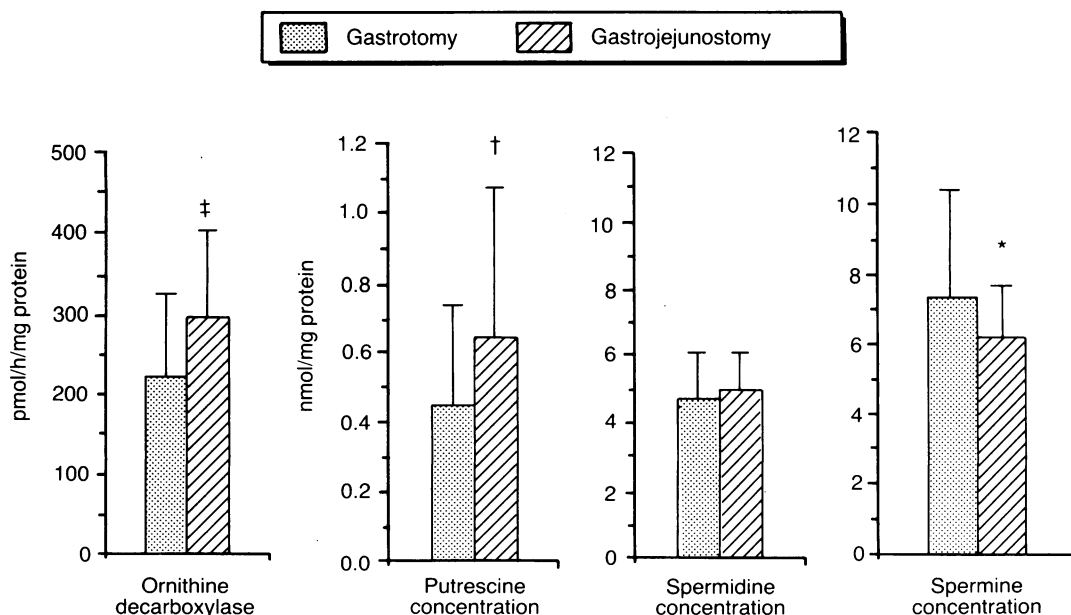 Gastrotomy
Gastrojejunostomy
pmol/h/mg protein
500
400
300
200
100
0
‡
Ornithine
decarboxylase
nmol/mg protein
1.2
1.0
0.8
0.6
0.4
0.2
0.0
†
Putrescine
concentration
12
10
8
6
4
2
0
Spermidine
concentration
12
10
8
6
4
2
0
*
Spermine
concentration